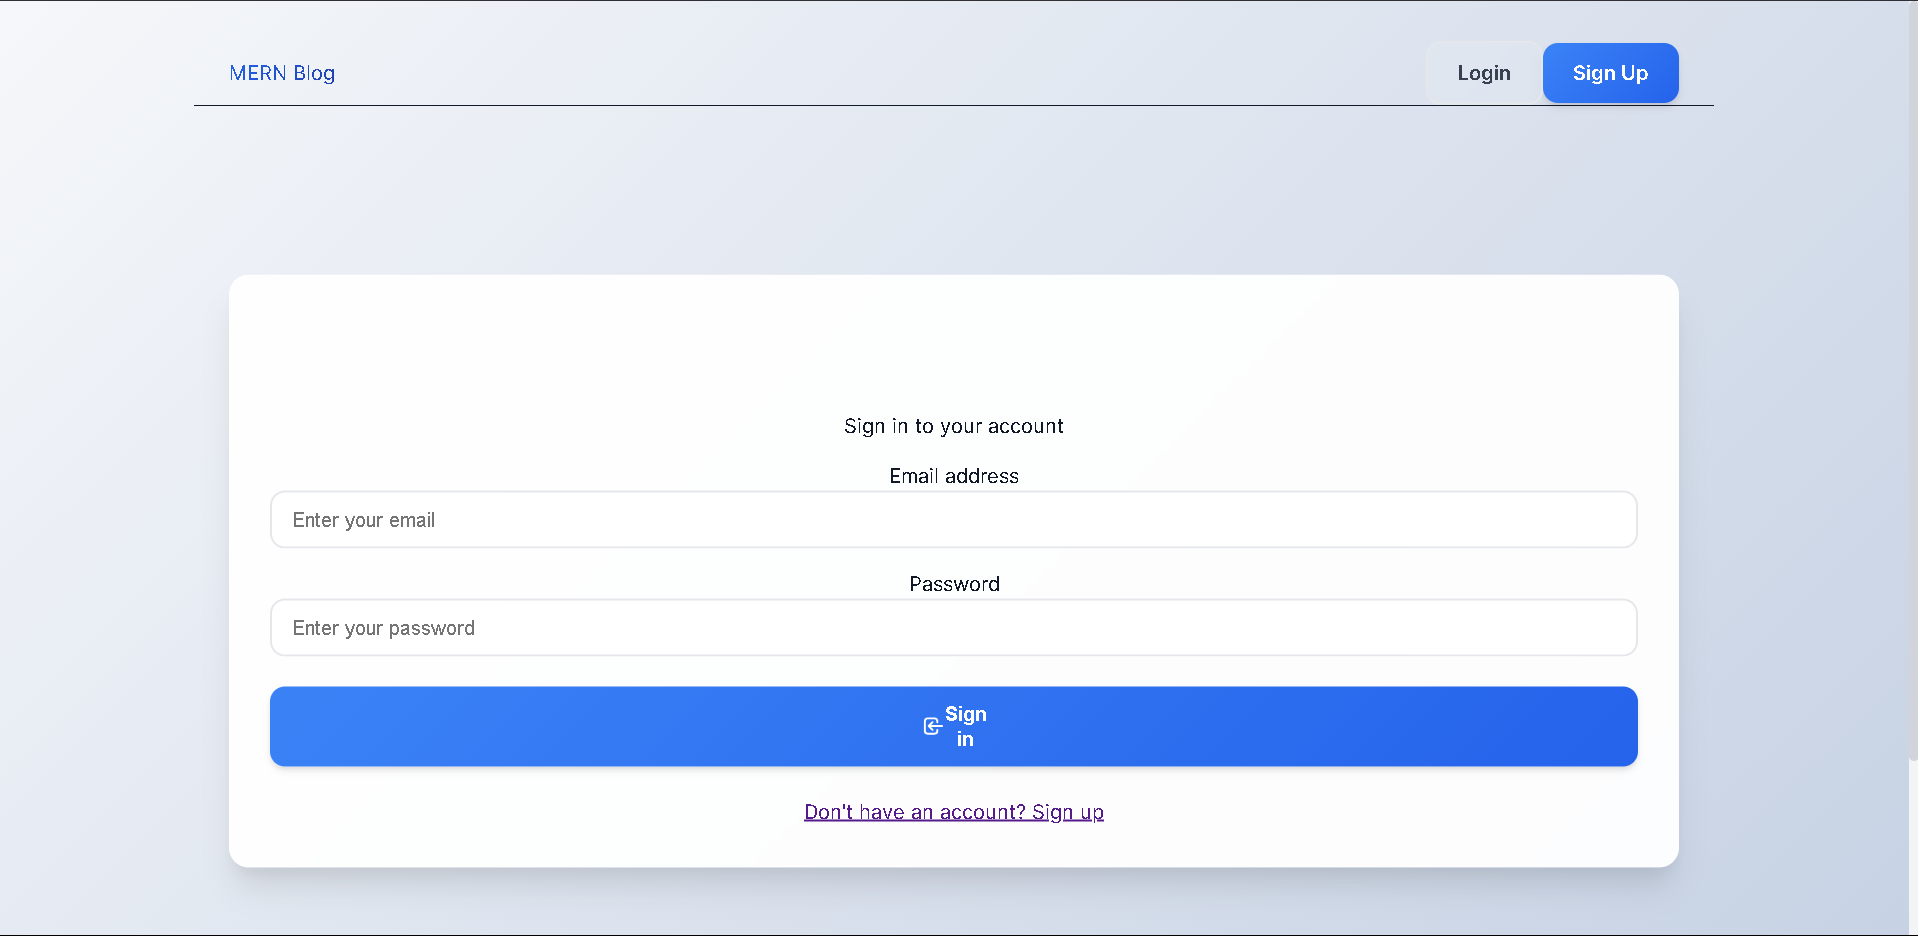 MERN Blog
Login
Sign Up
Sign in to your account
Email address
Enter your email
Password
Enter your password
Sign
in
Don't have an account? Sign up